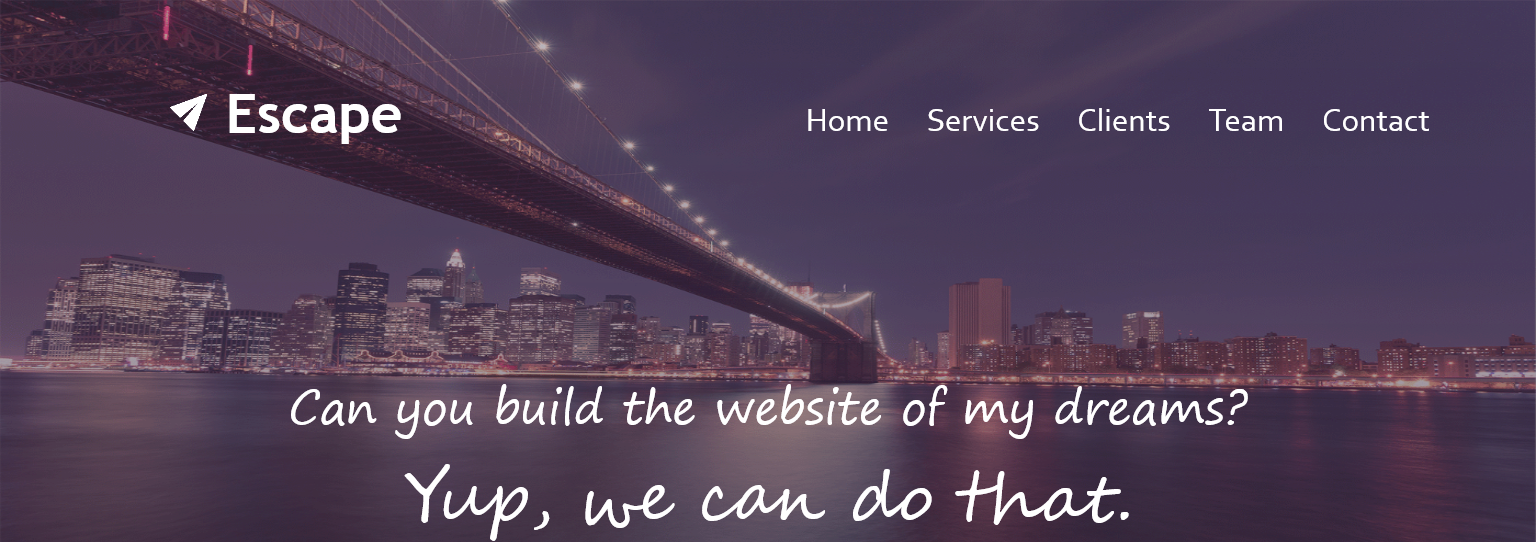 Escape
Home Services Clients Team Contact
Can you build the website of my dreams?
Yup, we can do that.